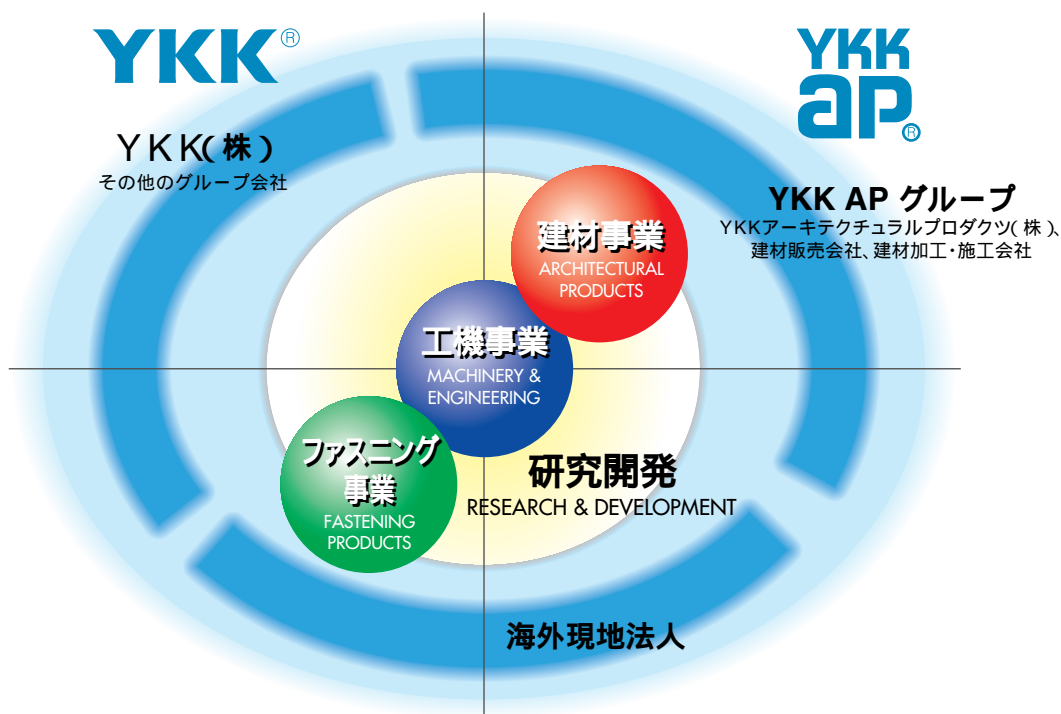 YKK®
YKK(株)
その他のグループ会社
YKK
ap®
YKK AP グループ
YKKアーキテクチュラルプロダクツ(株)、
建材販売会社、建材加工・施工会社
建材事業
ARCHITECTURAL
PRODUCTS
工機事業
MACHINERY &
ENGINEERING
ファスニング
事業
FASTENING
PRODUCTS
研究開発
RESEARCH & DEVELOPMENT
海外現地法人